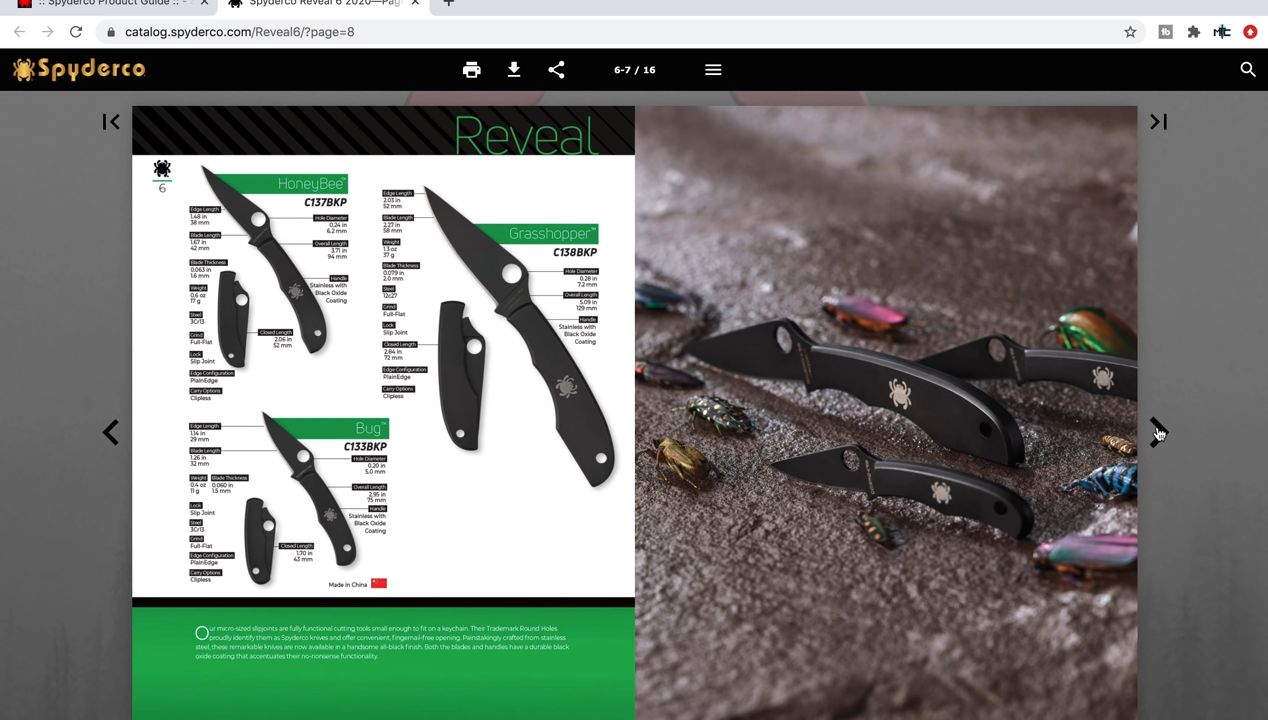 :: Spyderco Product Guide :: -
Spyderco Reveal 6 2020—Pag
catalog.spyderco.com/Reveal6/?page=8
Spyderco
6-7 / 16
Reveal
6
HoneyBee™
C137BKP
Edge Length
1.48 in
38 mm
Blade Length
1.67 in
42 mm
Blade Thickness
0.063 in
1.6 mm
Weight
0.6 oz
17 g
Steel
3Cr13
Grind
Full-Flat
Lock
Slip Joint
Edge Configuration
PlainEdge
Carry Options
Clipless
Hole Diameter
0.24 in
6.2 mm
Overall Length
3.71 in
94 mm
Handle
Stainless with
Black Oxide
Coating
Closed Length
2.06 in
52 mm
Grasshopper™
C138BKP
Edge Length
2.03 in
52 mm
Blade Length
2.27 in
58 mm
Weight
1.3 oz
37 g
Blade Thickness
0.079 in
2.0 mm
Steel
12c27
Grind
Full-Flat
Lock
Slip Joint
Closed Length
2.84 in
72 mm
Edge Configuration
PlainEdge
Carry Options
Clipless
Hole Diameter
0.28 in
7.2 mm
Overall Length
5.09 in
129 mm
Handle
Stainless with
Black Oxide
Coating
Bug™
C133BKP
Edge Length
1.14 in
29 mm
Blade Length
1.26 in
32 mm
Weight Blade Thickness
0.4 oz 0.060 in
11 g 1.5 mm
Lock
Slip Joint
Steel
3Cr13
Grind
Full-Flat
Edge Configuration
PlainEdge
Carry Options
Clipless
Hole Diameter
0.20 in
5.0 mm
Overall Length
2.95 in
75 mm
Handle
Stainless with
Black Oxide
Coating
Closed Length
1.70 in
43 mm
Made in China
Our micro-sized slipjoints are fully functional cutting tools small enough to fit on a keychain. Their Trademark Round Holes
proudly identify them as Spyderco knives and offer convenient, fingernail-free opening. Painstakingly crafted from stainless
steel, these remarkable knives are now available in a handsome all-black finish. Both the blades and handles have a durable black
oxide coating that accentuates their no-nonsense functionality.